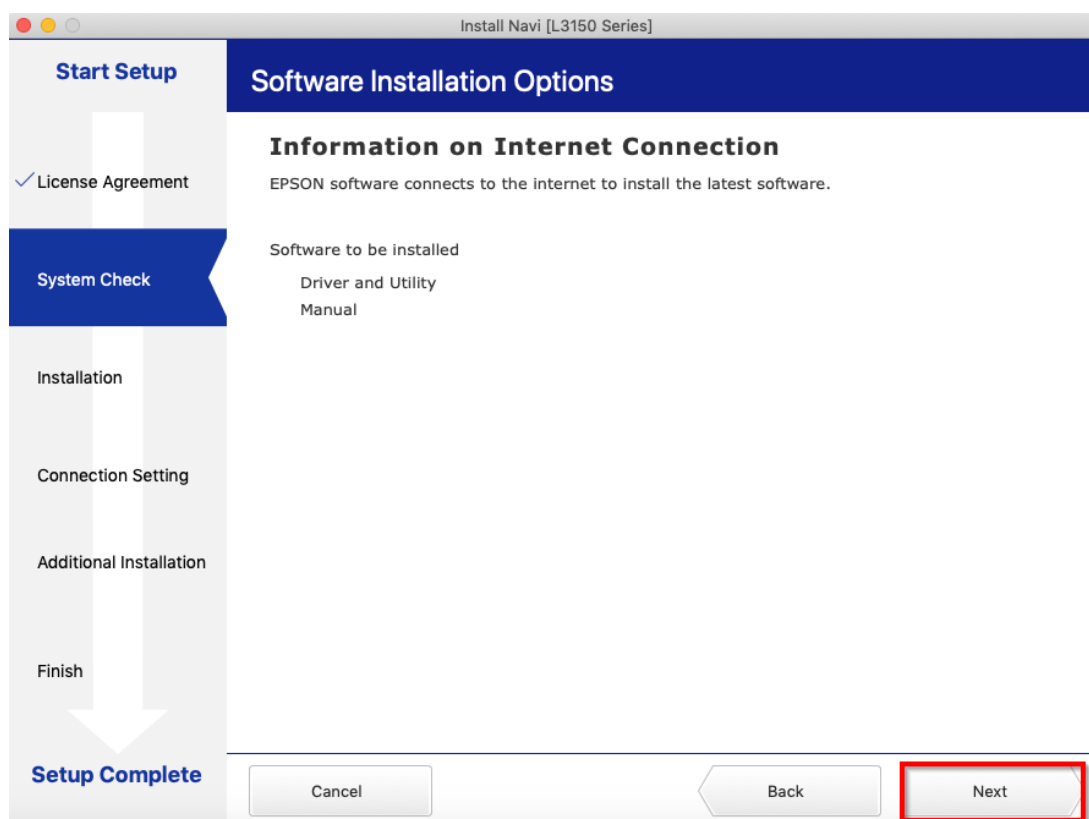 Install Navi [L3150 Series]
Start Setup
License Agreement
System Check
Installation
Connection Setting
Additional Installation
Finish
Setup Complete
Software Installation Options
Information on Internet Connection
EPSON software connects to the internet to install the latest software.
Software to be installed
Driver and Utility
Manual
Cancel
Back
Next